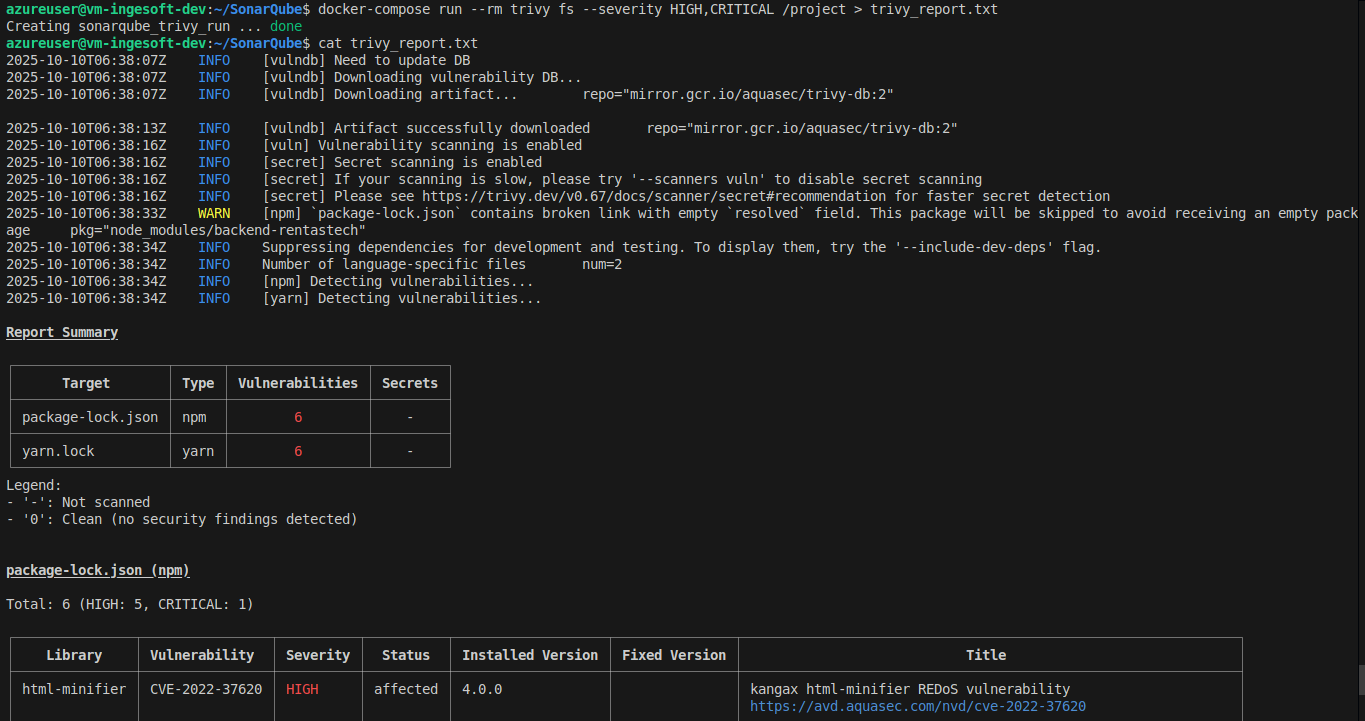 azureuser@vm-ingesoft-dev:~/SonarQube$ docker-compose run --rm trivy fs --severity HIGH,CRITICAL /project > trivy_report.txt
Creating sonarqube_trivy_run ... done
azureuser@vm-ingesoft-dev:~/SonarQube$ cat trivy_report.txt
2025-10-10T06:38:07Z    INFO    [vulndb] Need to update DB
2025-10-10T06:38:07Z    INFO    [vulndb] Downloading vulnerability DB...
2025-10-10T06:38:07Z    INFO    [vulndb] Downloading artifact...        repo="mirror.gcr.io/aquasec/trivy-db:2"
2025-10-10T06:38:13Z    INFO    [vulndb] Artifact successfully downloaded       repo="mirror.gcr.io/aquasec/trivy-db:2"
2025-10-10T06:38:16Z    INFO    [vuln] Vulnerability scanning is enabled
2025-10-10T06:38:16Z    INFO    [secret] Secret scanning is enabled
2025-10-10T06:38:16Z    INFO    [secret] If your scanning is slow, please try '--scanners vuln' to disable secret scanning
2025-10-10T06:38:16Z    INFO    [secret] Please see https://trivy.dev/v0.67/docs/scanner/secret#recommendation for faster secret detection
2025-10-10T06:38:33Z    WARN    [npm] `package-lock.json` contains broken link with empty `resolved` field. This package will be skipped to avoid receiving an empty pack
age     pkg="node_modules/backend-rentastech"
2025-10-10T06:38:34Z    INFO    Suppressing dependencies for development and testing. To display them, try the '--include-dev-deps' flag.
2025-10-10T06:38:34Z    INFO    Number of language-specific files       num=2
2025-10-10T06:38:34Z    INFO    [npm] Detecting vulnerabilities...
2025-10-10T06:38:34Z    INFO    [yarn] Detecting vulnerabilities...
Report Summary
Target  Type  Vulnerabilities  Secrets
package-lock.json  npm  6  -
yarn.lock  yarn  6  -
Legend:
- '-': Not scanned
- '0': Clean (no security findings detected)
package-lock.json (npm)
Total: 6 (HIGH: 5, CRITICAL: 1)
Library  Vulnerability  Severity  Status  Installed Version  Fixed Version  Title
html-minifier  CVE-2022-37620  HIGH  affected  4.0.0  kangax html-minifier REDoS vulnerability
https://avd.aquasec.com/nvd/cve-2022-37620